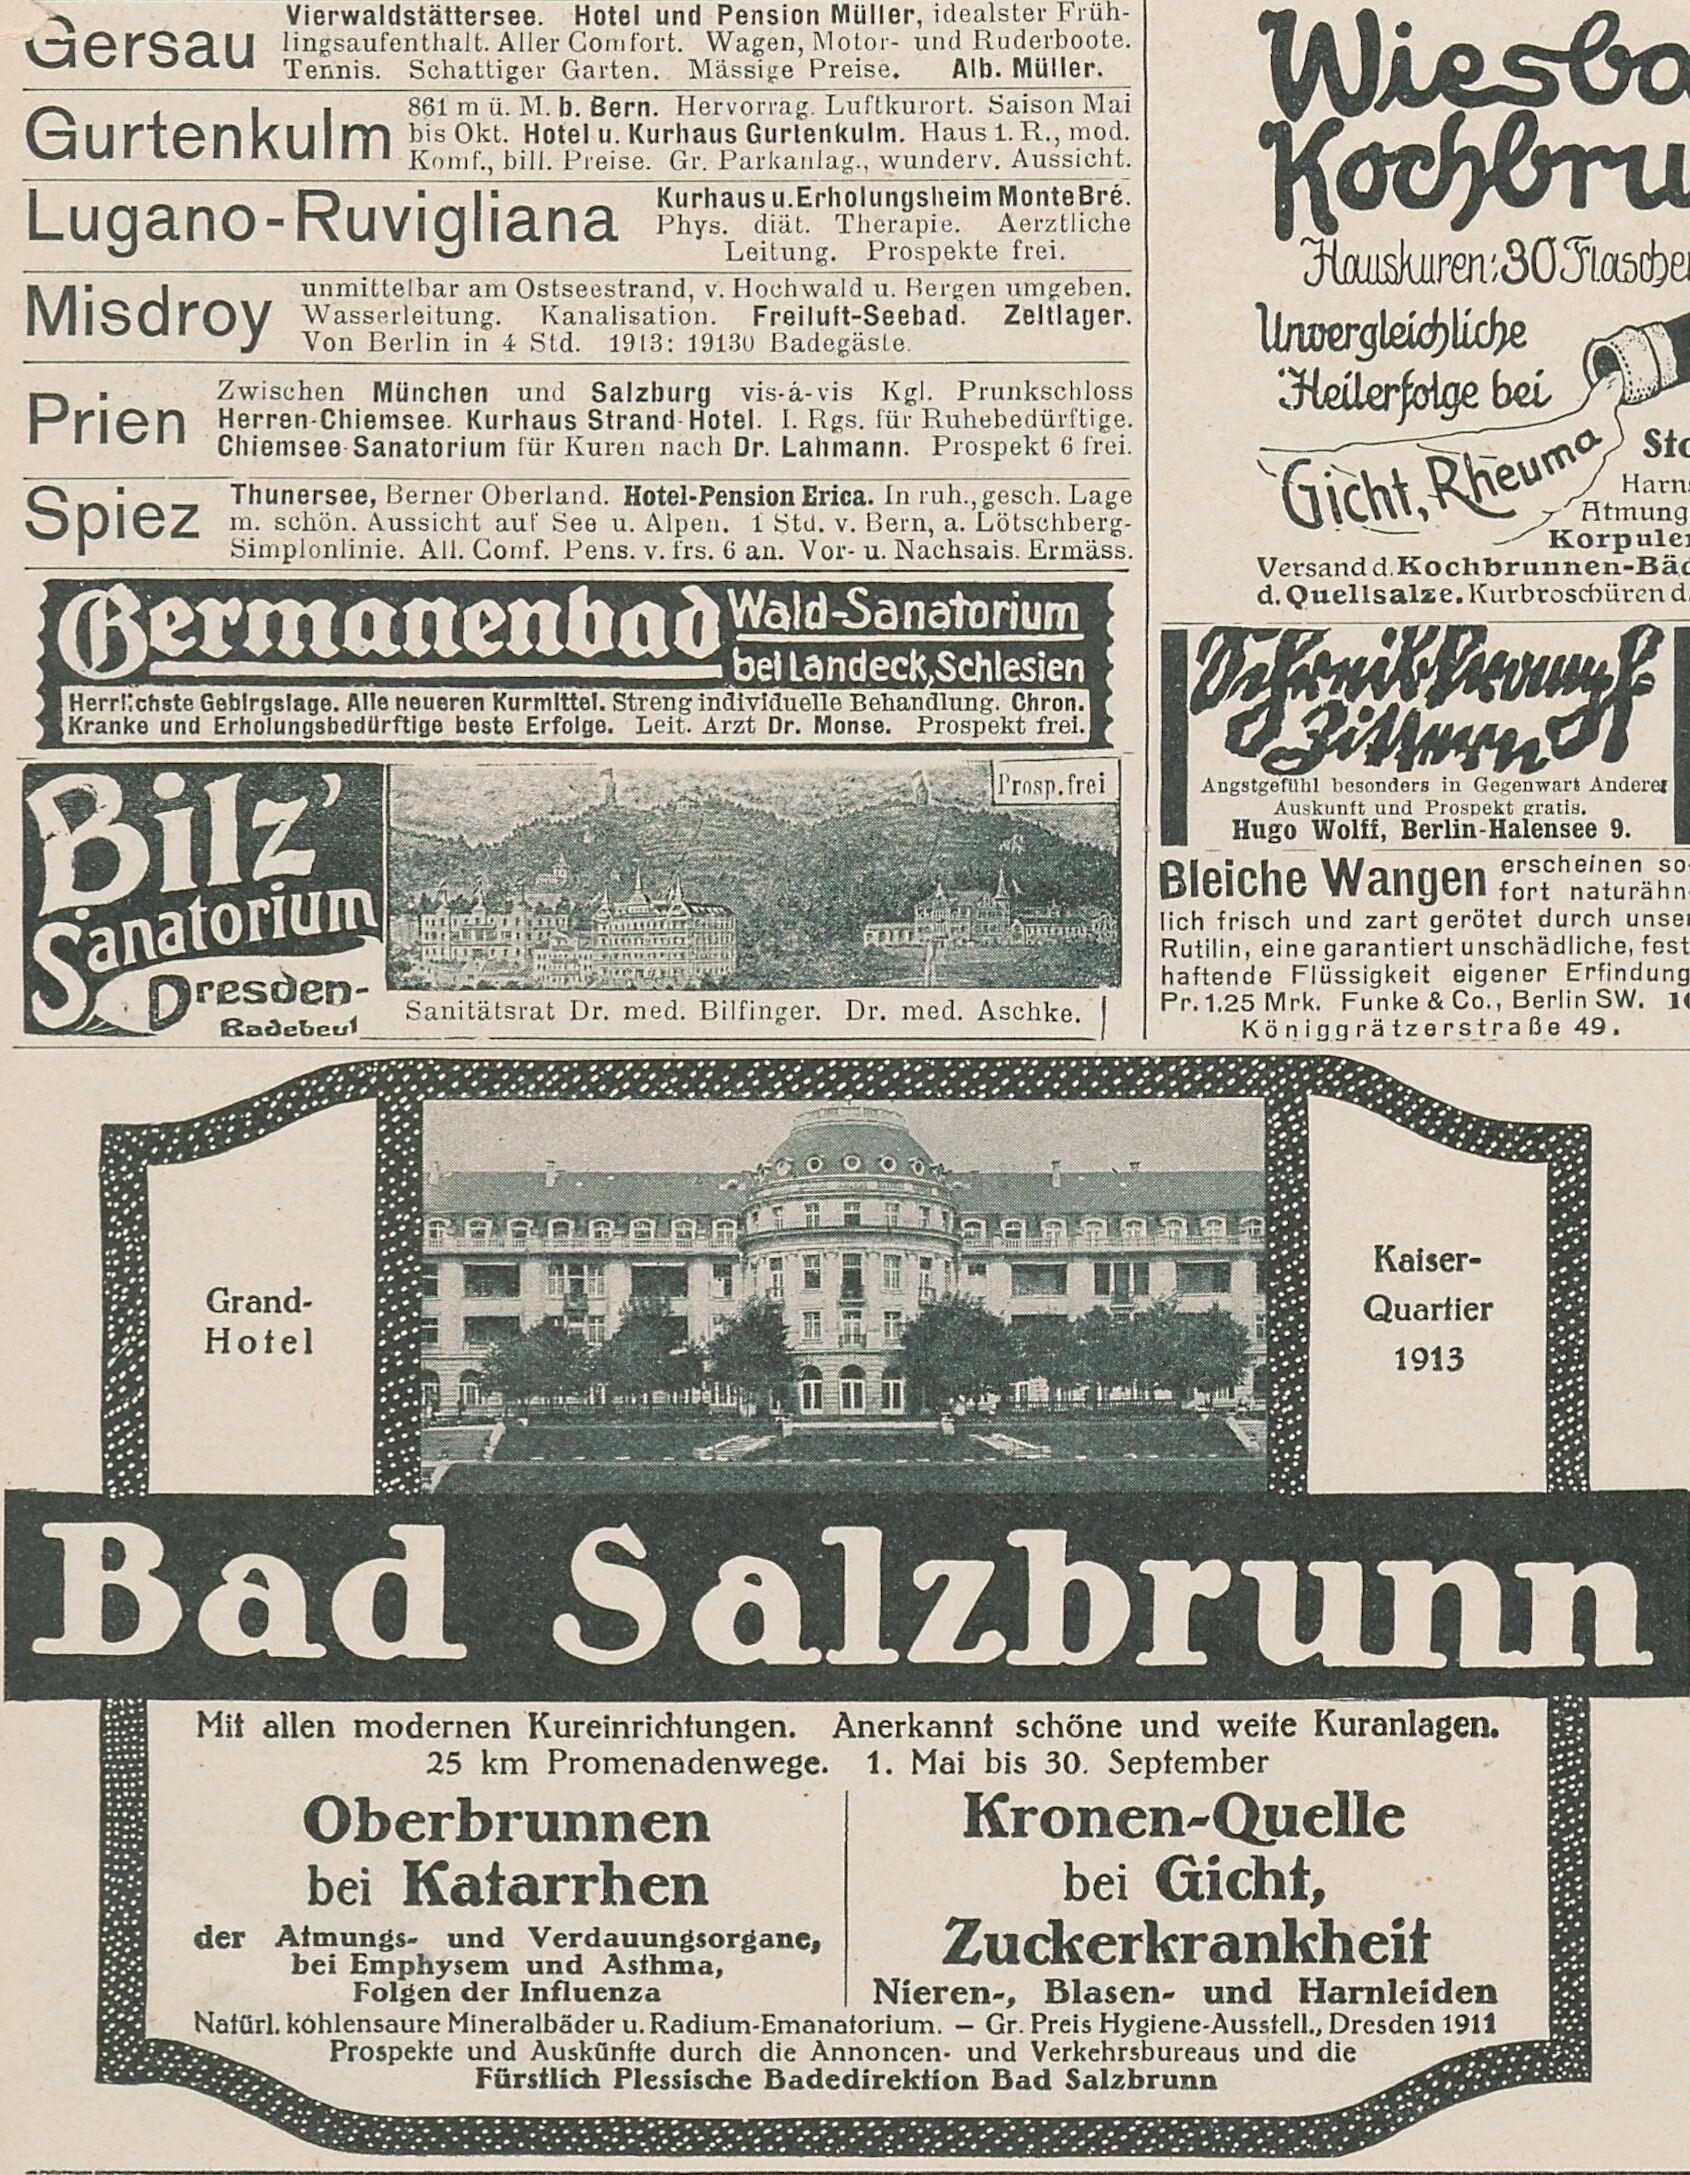 Gersau
Vierwaldstättersee. Hotel und Pension Müller, idealster Früh-
lingsaufenthalt. Aller Comfort. Wagen, Motor- und Ruderboote.
Tennis. Schattiger Garten. Mässige Preise. Alb. Müller.
Gurtenkulm
861 m ü. M. b. Bern. Hervorrag. Luftkurort. Saison Mai
bis Okt. Hotel u. Kurhaus Gurtenkulm. Haus 1. R., mod.
Komf., bill. Preise. Gr. Parkanlag., wunderv. Aussicht.
Lugano-Ruvigliana
Kurhaus u. Erholungsheim Monte Bré.
Phys. diät. Therapie. Aerztliche
Leitung. Prospekte frei.
Misdroy
unmittelbar am Ostseestrand, v. Hochwald u. Bergen umgeben.
Wasserleitung. Kanalisation. Freiluft-Seebad. Zeltlager.
Von Berlin in 4 Std. 1913: 19130 Badegäste.
Prien
Zwischen München und Salzburg vis-á-vis Kgl. Prunkschloss
Herren-Chiemsee. Kurhaus Strand-Hotel. I. Rgs. für Ruhebedürftige.
Chiemsee-Sanatorium für Kuren nach Dr. Lahmann. Prospekt 6 frei.
Spiez
Thunersee, Berner Oberland. Hotel-Pension Erica. In ruh., gesch. Lage
m. schön. Aussicht auf See u. Alpen. 1 Std. v. Bern, a. Lötschberg-
Simplonlinie. All. Comf. Pens. v. frs. 6 an. Vor- u. Nachsais. Ermäss.
Germanenbad
Wald-Sanatorium
bei Landeck, Schlesien
Herrlichste Gebirgslage. Alle neueren Kurmittel. Streng individuelle Behandlung. Chron.
Kranke und Erholungsbedürftige beste Erfolge. Leit. Arzt Dr. Monse. Prospekt frei.
Bilz'
Sanatorium
Dresden-
Radebeul
Prosp. frei
Sanitätsrat Dr. med. Bilfinger. Dr. med. Aschke.
Wiesba
Kochbru
Hauskuren: 30 Flaschen
Unvergleichliche
Heilerfolge bei
Gicht, Rheuma
Sto
Harn
Atmung
Korpule
Versand d. Kochbrunnen-Bäd
d. Quellsalze. Kurbroschüren d.
Schreibkrampf
Zittern
Angstgefühl besonders in Gegenwart Anderer
Auskunft und Prospekt gratis.
Hugo Wolff, Berlin-Halensee 9.
Bleiche Wangen erscheinen so-
fort naturähn-
lich frisch und zart gerötet durch unser
Rutilin, eine garantiert unschädliche, fest
haftende Flüssigkeit eigener Erfindung
Pr. 1.25 Mrk. Funke & Co., Berlin SW. 10
Königgrätzerstraße 49.
Grand-
Hotel
Kaiser-
Quartier
1913
Bad Salzbrunn
Mit allen modernen Kureinrichtungen. Anerkannt schöne und weite Kuranlagen.
25 km Promenadenwege. 1. Mai bis 30. September
Oberbrunnen
bei Katarrhen
der Atmungs- und Verdauungsorgane,
bei Emphysem und Asthma,
Folgen der Influenza
Kronen-Quelle
bei Gicht,
Zuckerkrankheit
Nieren-, Blasen- und Harnleiden
Natürl. kohlensaure Mineralbäder u. Radium-Emanatorium. — Gr. Preis Hygiene-Ausstell., Dresden 1911
Prospekte und Auskünfte durch die Annoncen- und Verkehrsbureaus und die
Fürstlich Plessische Badedirektion Bad Salzbrunn